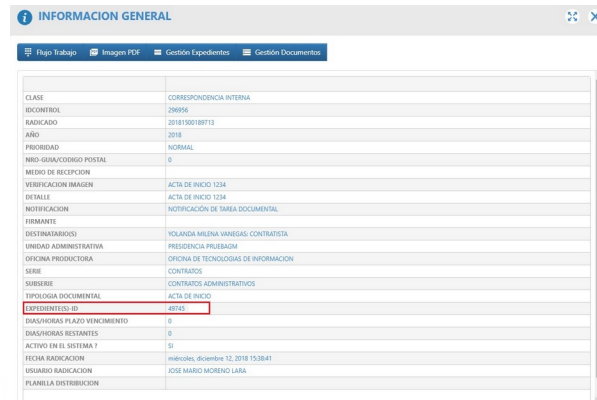 INFORMACION GENERAL
Flujo Trabajo Imagen PDF Gestión Expedientes Gestión Documentos
CLASE CORRESPONDENCIA INTERNA
IDCONTROL 296956
RADICADO 20181500189713
AÑO 2018
PRIORIDAD NORMAL
NRO-GUIA/CODIGO POSTAL 0
MEDIO DE RECEPCION
VERIFICACION IMAGEN ACTA DE INICIO 1234
DETALLE ACTA DE INICIO 1234
NOTIFICACION NOTIFICACIÓN DE TAREA DOCUMENTAL
FIRMANTE
DESTINATARIO(S) YOLANDA MILENA VANEGAS: CONTRATISTA
UNIDAD ADMINISTRATIVA PRESIDENCIA PRUEBAGM
OFICINA PRODUCTORA OFICINA DE TECNOLOGIAS DE INFORMACION
SERIE CONTRATOS
SUBSERIE CONTRATOS ADMINISTRATIVOS
TIPOLOGIA DOCUMENTAL ACTA DE INICIO
EXPEDIENTE(S)-ID 49745
DIAS/HORAS PLAZO VENCIMIENTO 0
DIAS/HORAS RESTANTES 0
ACTIVO EN EL SISTEMA ? SI
FECHA RADICACION miércoles, diciembre 12, 2018 15:38:41
USUARIO RADICACION JOSE MARIO MORENO LARA
PLANILLA DISTRIBUCION